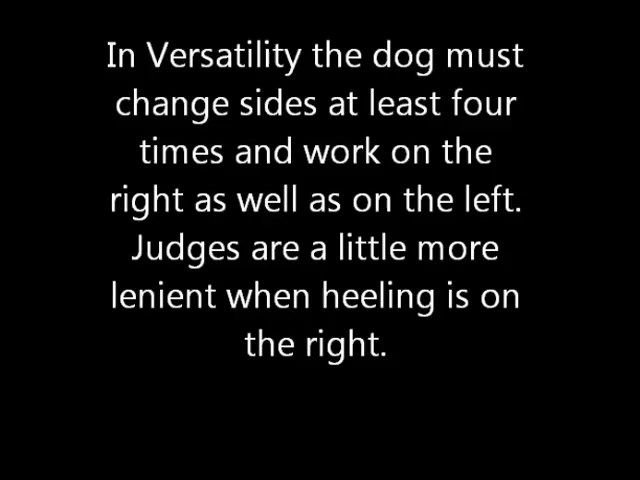 In Versatility the dog must
change sides at least four
times and work on the
right as well as on the left.
Judges are a little more
lenient when heeling is on
the right.